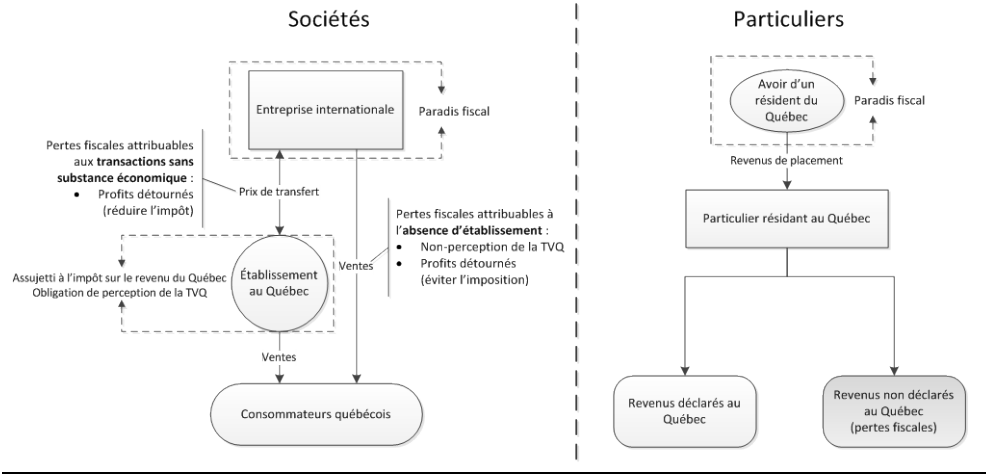 Sociétés
Entreprise internationale
Paradis fiscal
Pertes fiscales attribuables
aux transactions sans
substance économique :
• Profits détournés
(réduire l'impôt)
Prix de transfert
Pertes fiscales attribuables à
l'absence d'établissement :
• Non-perception de la TVQ
• Profits détournés
(éviter l'imposition)
Ventes
Assujetti à l'impôt sur le revenu du Québec
Obligation de perception de la TVQ
Établissement
au Québec
Ventes
Consommateurs québécois
Particuliers
Avoir d'un
résident du
Québec
Paradis fiscal
Revenus de placement
Particulier résidant au Québec
Revenus déclarés au
Québec
Revenus non déclarés
au Québec
(pertes fiscales)